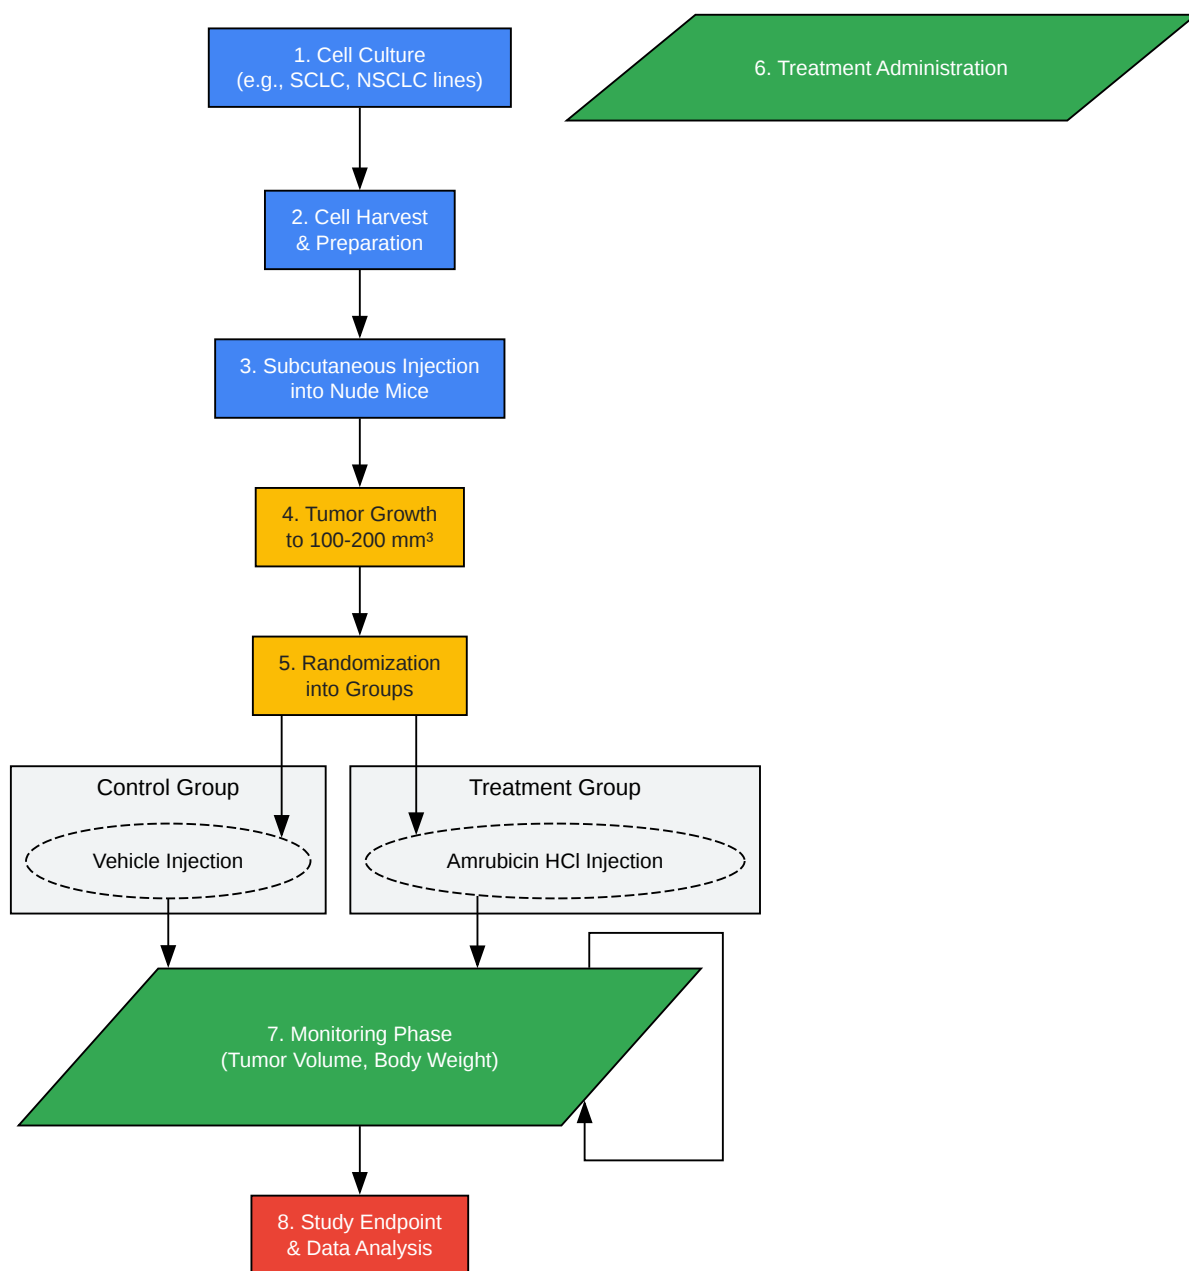 1. Cell Culture
(e.g., SCLC, NSCLC lines)
6. Treatment Administration
2. Cell Harvest
& Preparation
3. Subcutaneous Injection
into Nude Mice
4. Tumor Growth
to 100-200 mm³
5. Randomization
into Groups
Control Group
Vehicle Injection
Treatment Group
Amrubicin HCl Injection
7. Monitoring Phase
(Tumor Volume, Body Weight)
8. Study Endpoint
& Data Analysis